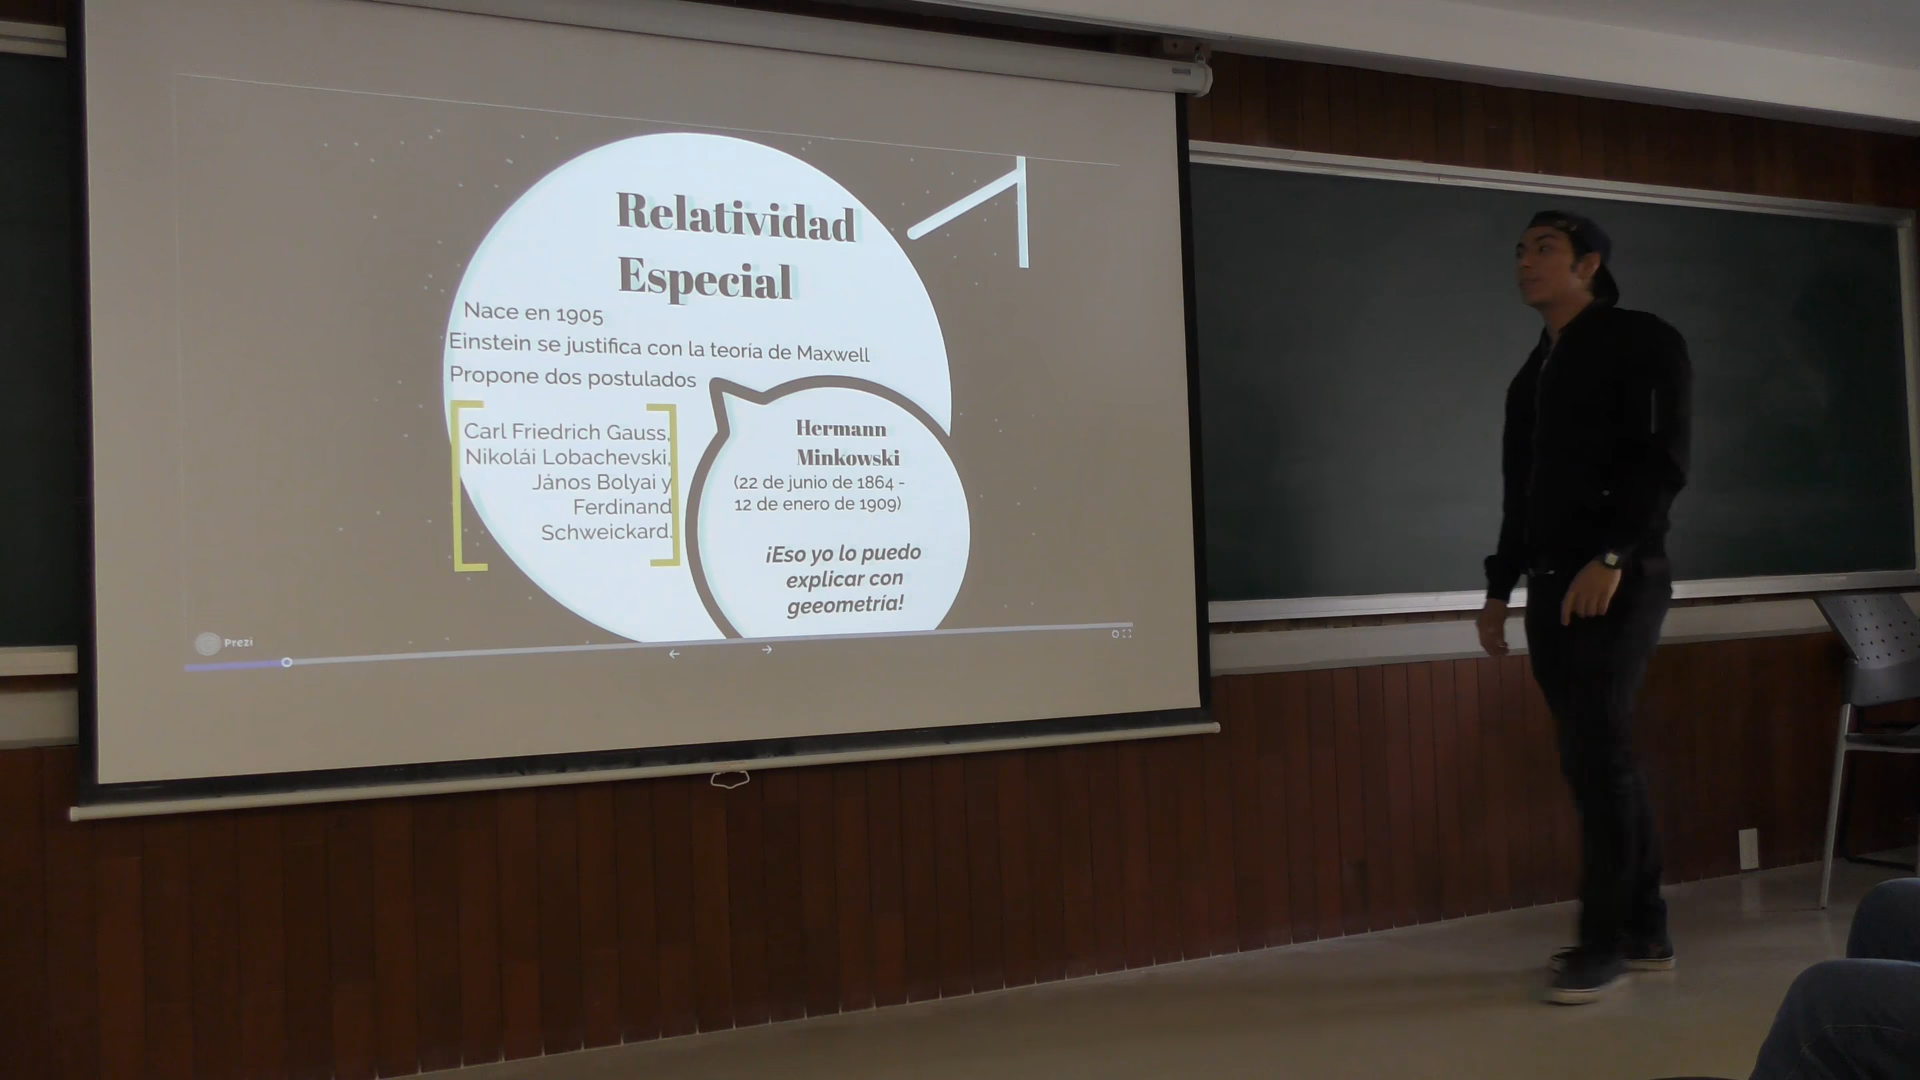 Relatividad
Especial
Nace en 1905
Einstein se justifica con la teoría de Maxwell
Propone dos postulados
Carl Friedrich Gauss,
Nikolái Lobachevski,
János Bolyai y
Ferdinand
Schweickard.
Hermann
Minkowski
(22 de junio de 1864 -
12 de enero de 1909)
¡Eso yo lo puedo
explicar con
geeometría!
Prezi